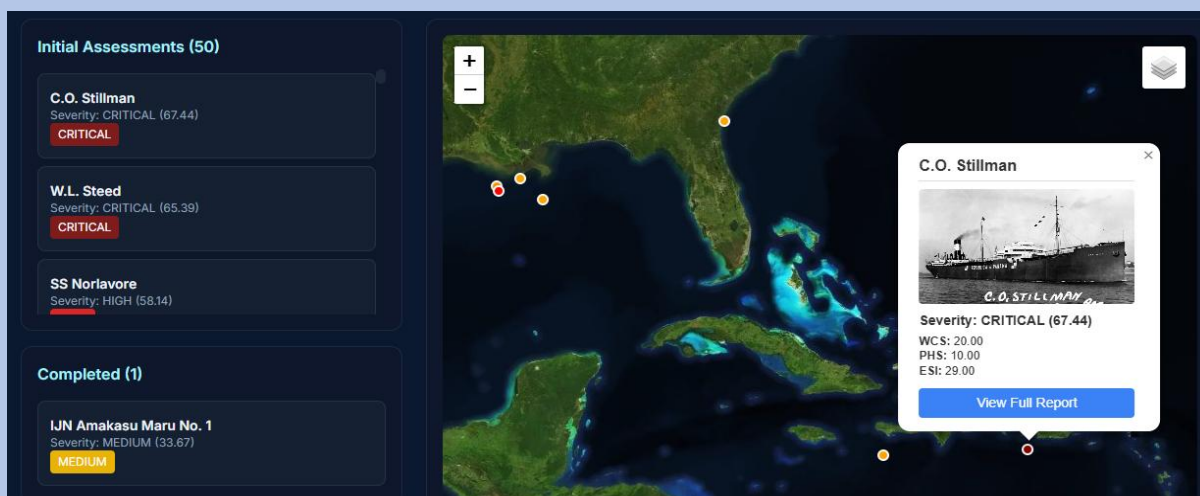 Initial Assessments (50)
C.O. Stillman
Severity: CRITICAL (67.44)
CRITICAL
W.L. Steed
Severity: CRITICAL (65.39)
CRITICAL
SS Norlavore
Severity: HIGH (58.14)
Completed (1)
IJN Amakasu Maru No. 1
Severity: MEDIUM (33.67)
MEDIUM
+
−
C.O. Stillman
×
C.O. STILLMAN
Severity: CRITICAL (67.44)
WCS: 20.00
PHS: 10.00
ESI: 29.00
View Full Report